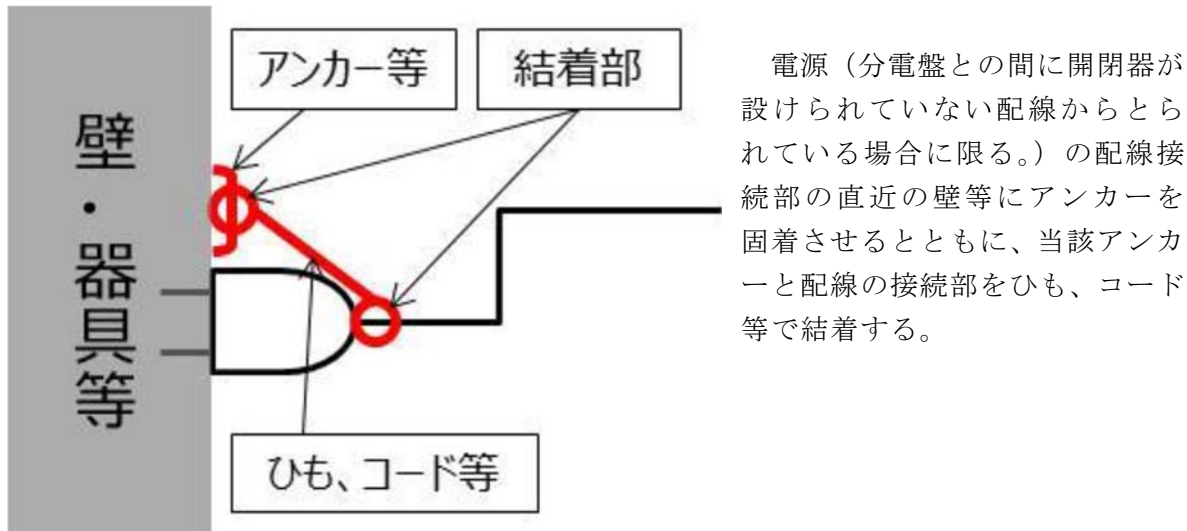 アンカー等
結着部
壁・器具等
ひも、コード等
電源（分電盤との間に開閉器が
設けられていない配線からとら
れている場合に限る。）の配線接
続部の直近の壁等にアンカーを
固着させるとともに、当該アンカ
ーと配線の接続部をひも、コード
等で結着する。